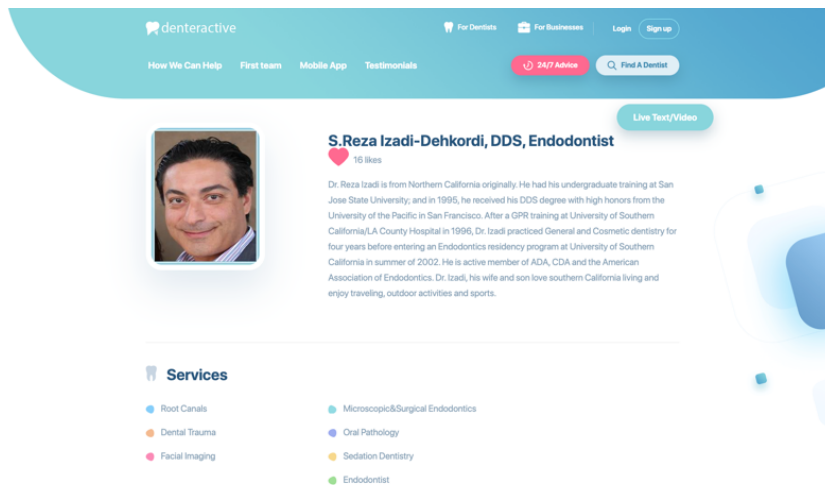 denteractive
For Dentists
For Businesses
Login
Sign up
How We Can Help
First team
Mobile App
Testimonials
24/7 Advice
Find A Dentist
Live Text/Video
S.Reza Izadi-Dehkordi, DDS, Endodontist
16 likes
Dr. Reza Izadi is from Northern California originally. He had his undergraduate training at San
Jose State University; and in 1995, he received his DDS degree with high honors from the
University of the Pacific in San Francisco. After a GPR training at University of Southern
California/LA County Hospital in 1996, Dr. Izadi practiced General and Cosmetic dentistry for
four years before entering an Endodontics residency program at University of Southern
California in summer of 2002. He is active member of ADA, CDA and the American
Association of Endodontics. Dr. Izadi, his wife and son love southern California living and
enjoy traveling, outdoor activities and sports.
Services
Root Canals
Dental Trauma
Facial Imaging
Microscopic&Surgical Endodontics
Oral Pathology
Sedation Dentistry
Endodontist